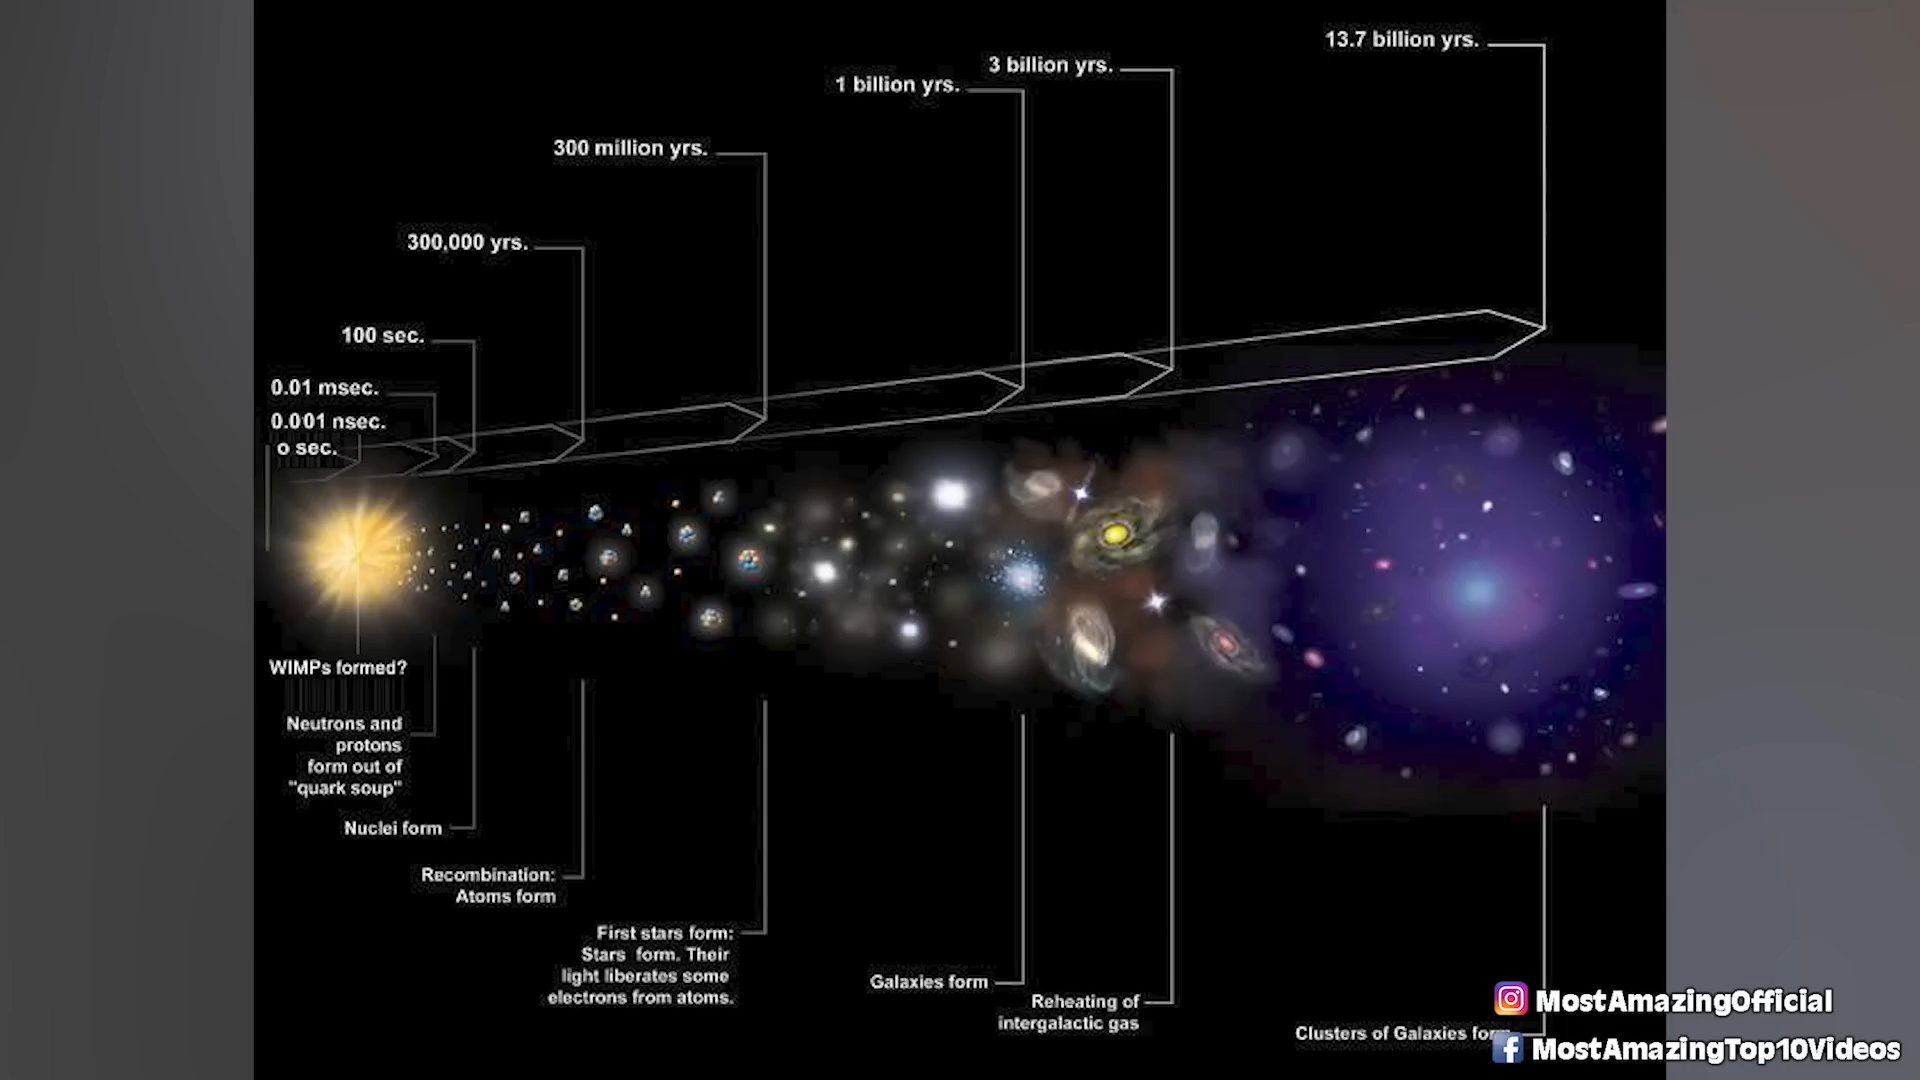 13.7 billion yrs.
3 billion yrs.
1 billion yrs.
300 million yrs.
300,000 yrs.
100 sec.
0.01 msec.
0.001 nsec.
o sec.
WIMPs formed?
Neutrons and
protons
form out of
"quark soup"
Nuclei form
Recombination:
Atoms form
First stars form:
Stars form. Their
light liberates some
electrons from atoms.
Galaxies form
Reheating of
intergalactic gas
Clusters of Galaxies form
MostAmazingOfficial
MostAmazingTop10Videos